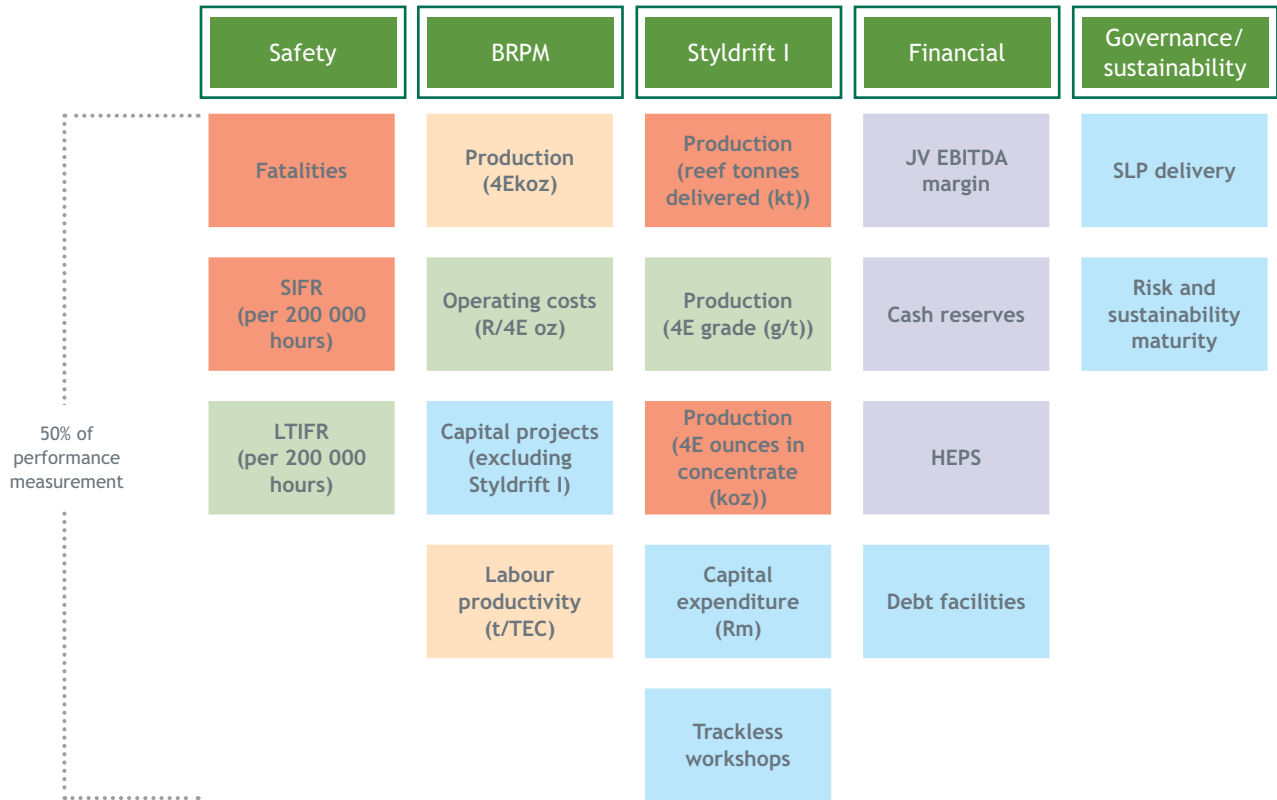 Safety
BRPM
Styldrift I
Financial
Governance/
sustainability
50% of
performance
measurement
Fatalities
SIFR
(per 200 000
hours)
LTIFR
(per 200 000
hours)
Production
(4Ekoz)
Operating costs
(R/4E oz)
Capital projects
(excluding
Styldrift I)
Labour
productivity
(t/TEC)
Production
(reef tonnes
delivered (kt))
Production
(4E grade (g/t))
Production
(4E ounces in
concentrate
(koz))
Capital
expenditure
(Rm)
Trackless
workshops
JV EBITDA
margin
Cash reserves
HEPS
Debt facilities
SLP delivery
Risk and
sustainability
maturity